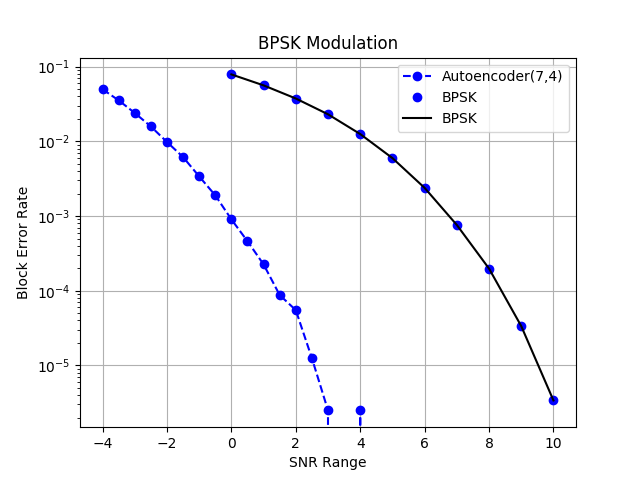 BPSK Modulation
Autoencoder(7,4)
BPSK
BPSK
Block Error Rate
10⁻¹
10⁻²
10⁻³
10⁻⁴
10⁻⁵
−4 −2 0 2 4 6 8 10
SNR Range